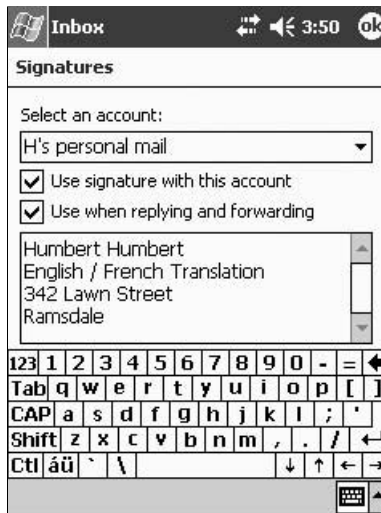 Inbox 3:50 ok
Signatures
Select an account:
H's personal mail
Use signature with this account
Use when replying and forwarding
Humbert Humbert
English / French Translation
342 Lawn Street
Ramsdale
123 1 2 3 4 5 6 7 8 9 0 - =
Tab q w e r t y u i o p [ ]
CAP a s d f g h j k l ; '
Shift z x c v b n m , . /
Ctl áü ` \ ↓ ↑ ← →